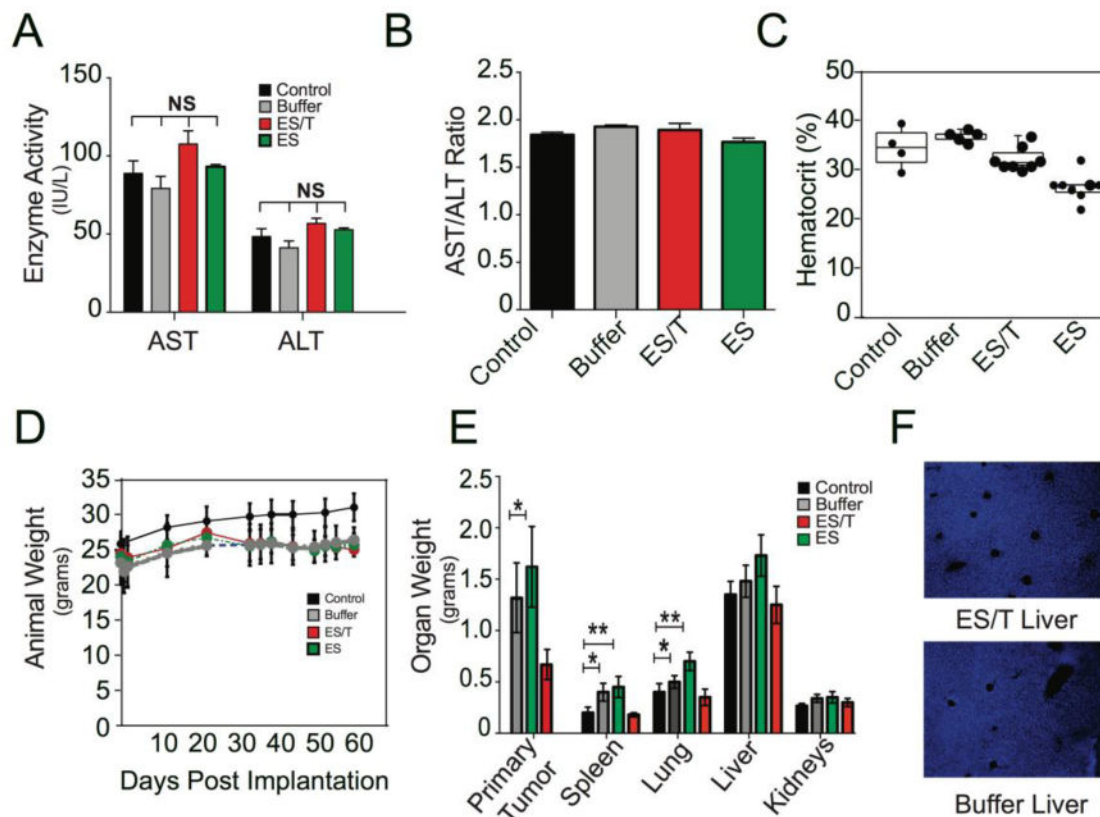 A
Enzyme Activity
(IU/L)
150
100
50
0
NS
NS
Control
Buffer
ES/T
ES
AST
ALT
B
AST/ALT Ratio
2.5
2.0
1.5
1.0
0.5
0.0
Control
Buffer
ES/T
ES
C
Hematocrit (%)
50
40
30
20
10
0
Control
Buffer
ES/T
ES
D
Animal Weight
(grams)
35
30
25
20
15
10
5
0
Control
Buffer
ES/T
ES
10 20 30 40 50 60
Days Post Implantation
E
Organ Weight
(grams)
2.5
2.0
1.5
1.0
0.5
0
*
**
*
**
*
Control
Buffer
ES/T
ES
Primary
Tumor
Spleen
Lung
Liver
Kidneys
F
ES/T Liver
Buffer Liver